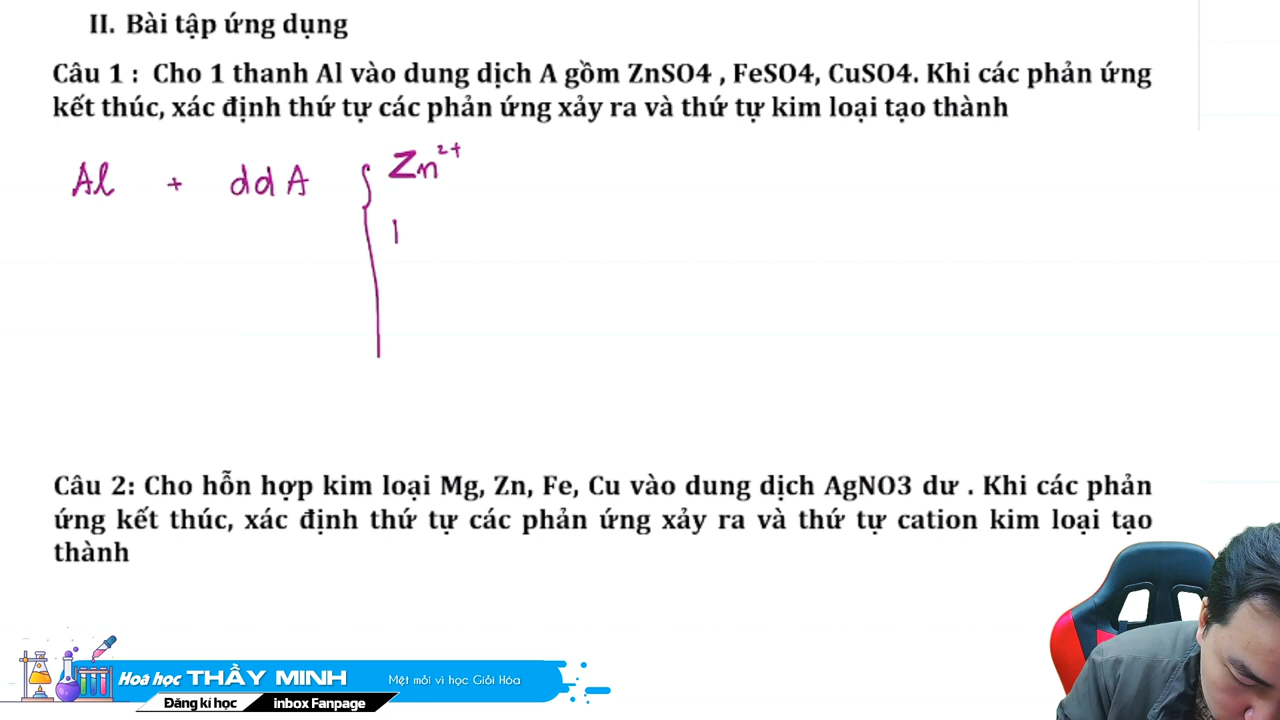 II. Bài tập ứng dụng
Câu 1 : Cho 1 thanh Al vào dung dịch A gồm ZnSO4 , FeSO4, CuSO4. Khi các phản ứng
kết thúc, xác định thứ tự các phản ứng xảy ra và thứ tự kim loại tạo thành
Al + ddA { Zn²⁺
Câu 2: Cho hỗn hợp kim loại Mg, Zn, Fe, Cu vào dung dịch AgNO3 dư . Khi các phản
ứng kết thúc, xác định thứ tự các phản ứng xảy ra và thứ tự cation kim loại tạo
thành
Hoá học THẦY MINH
Mệt mỏi vì học Giỏi Hóa
Đăng kí học
inbox Fanpage